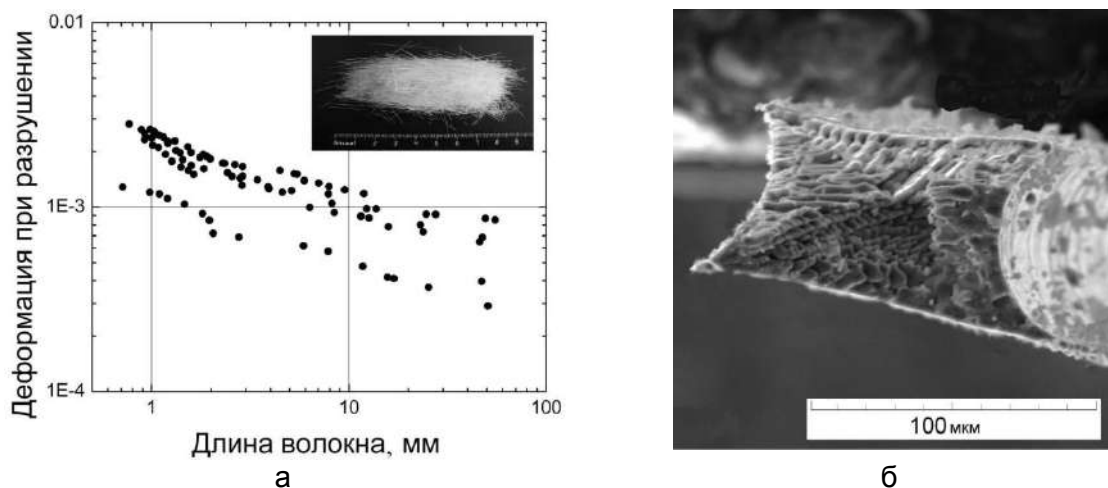 0.01
1E-3
1E-4
Деформация при разрушении
1
10
100
Длина волокна, мм
а
100 мкм
б